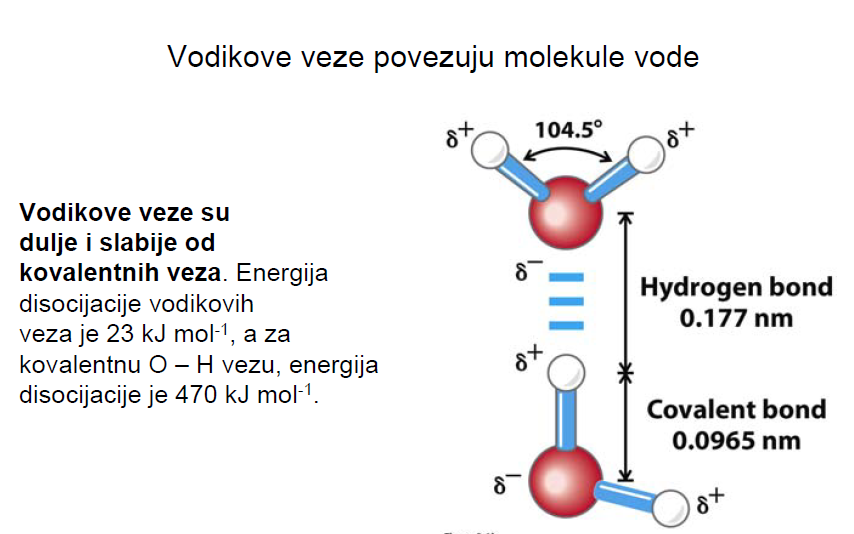 Vodikove veze povezuju molekule vode
δ⁺ 104.5° δ⁺
Vodikove veze su
dulje i slabije od
kovalentnih veza. Energija
disocijacije vodikovih
veza je 23 kJ mol⁻¹, a za
kovalentnu O – H vezu, energija
disocijacije je 470 kJ mol⁻¹.
δ⁻
Hydrogen bond
0.177 nm
δ⁺
Covalent bond
0.0965 nm
δ⁻
δ⁺